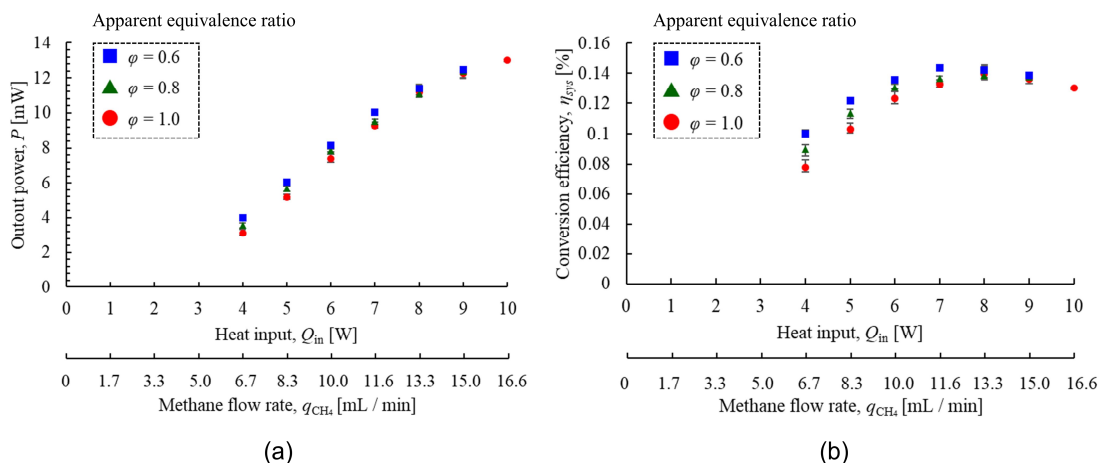 Apparent equivalence ratio
φ = 0.6
φ = 0.8
φ = 1.0
Outout power, P [mW]
14
12
10
8
6
4
2
0
0 1 2 3 4 5 6 7 8 9 10
Heat input, Qin [W]
0 1.7 3.3 5.0 6.7 8.3 10.0 11.6 13.3 15.0 16.6
Methane flow rate, qCH4 [mL / min]
(a)
Apparent equivalence ratio
φ = 0.6
φ = 0.8
φ = 1.0
Conversion efficiency, ηsys [%]
0.16
0.14
0.12
0.1
0.08
0.06
0.04
0.02
0
0 1 2 3 4 5 6 7 8 9 10
Heat input, Qin [W]
0 1.7 3.3 5.0 6.7 8.3 10.0 11.6 13.3 15.0 16.6
Methane flow rate, qCH4 [mL / min]
(b)